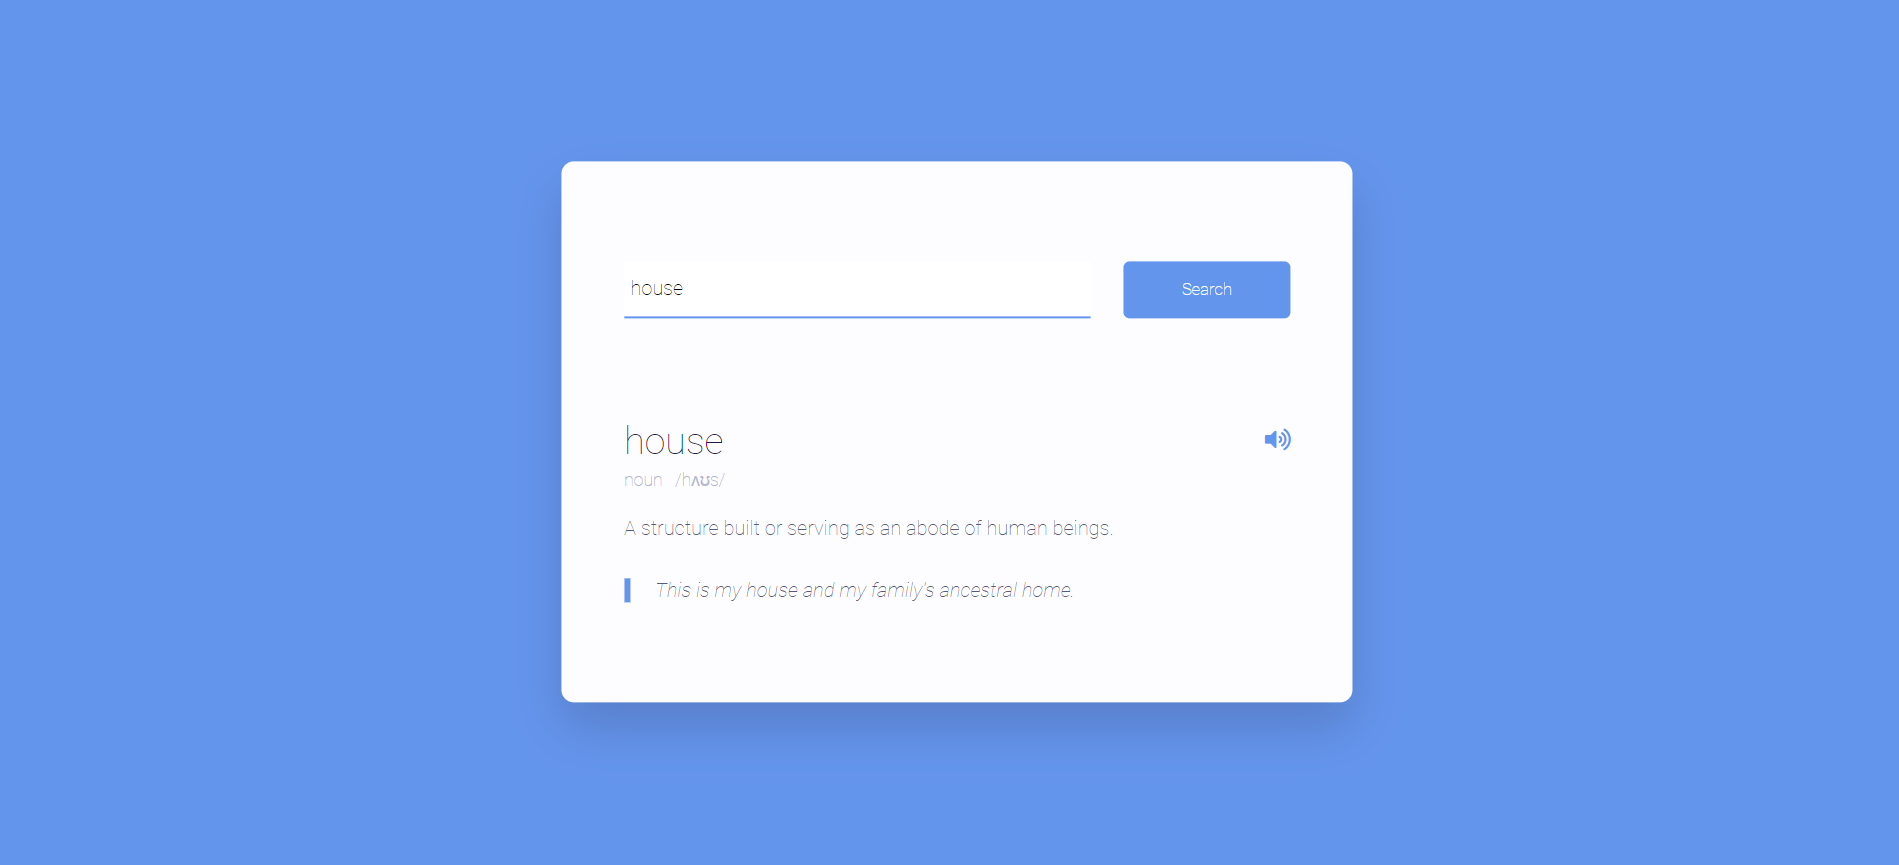 house
Search
house
noun /hʌʊs/
A structure built or serving as an abode of human beings.
This is my house and my family's ancestral home.